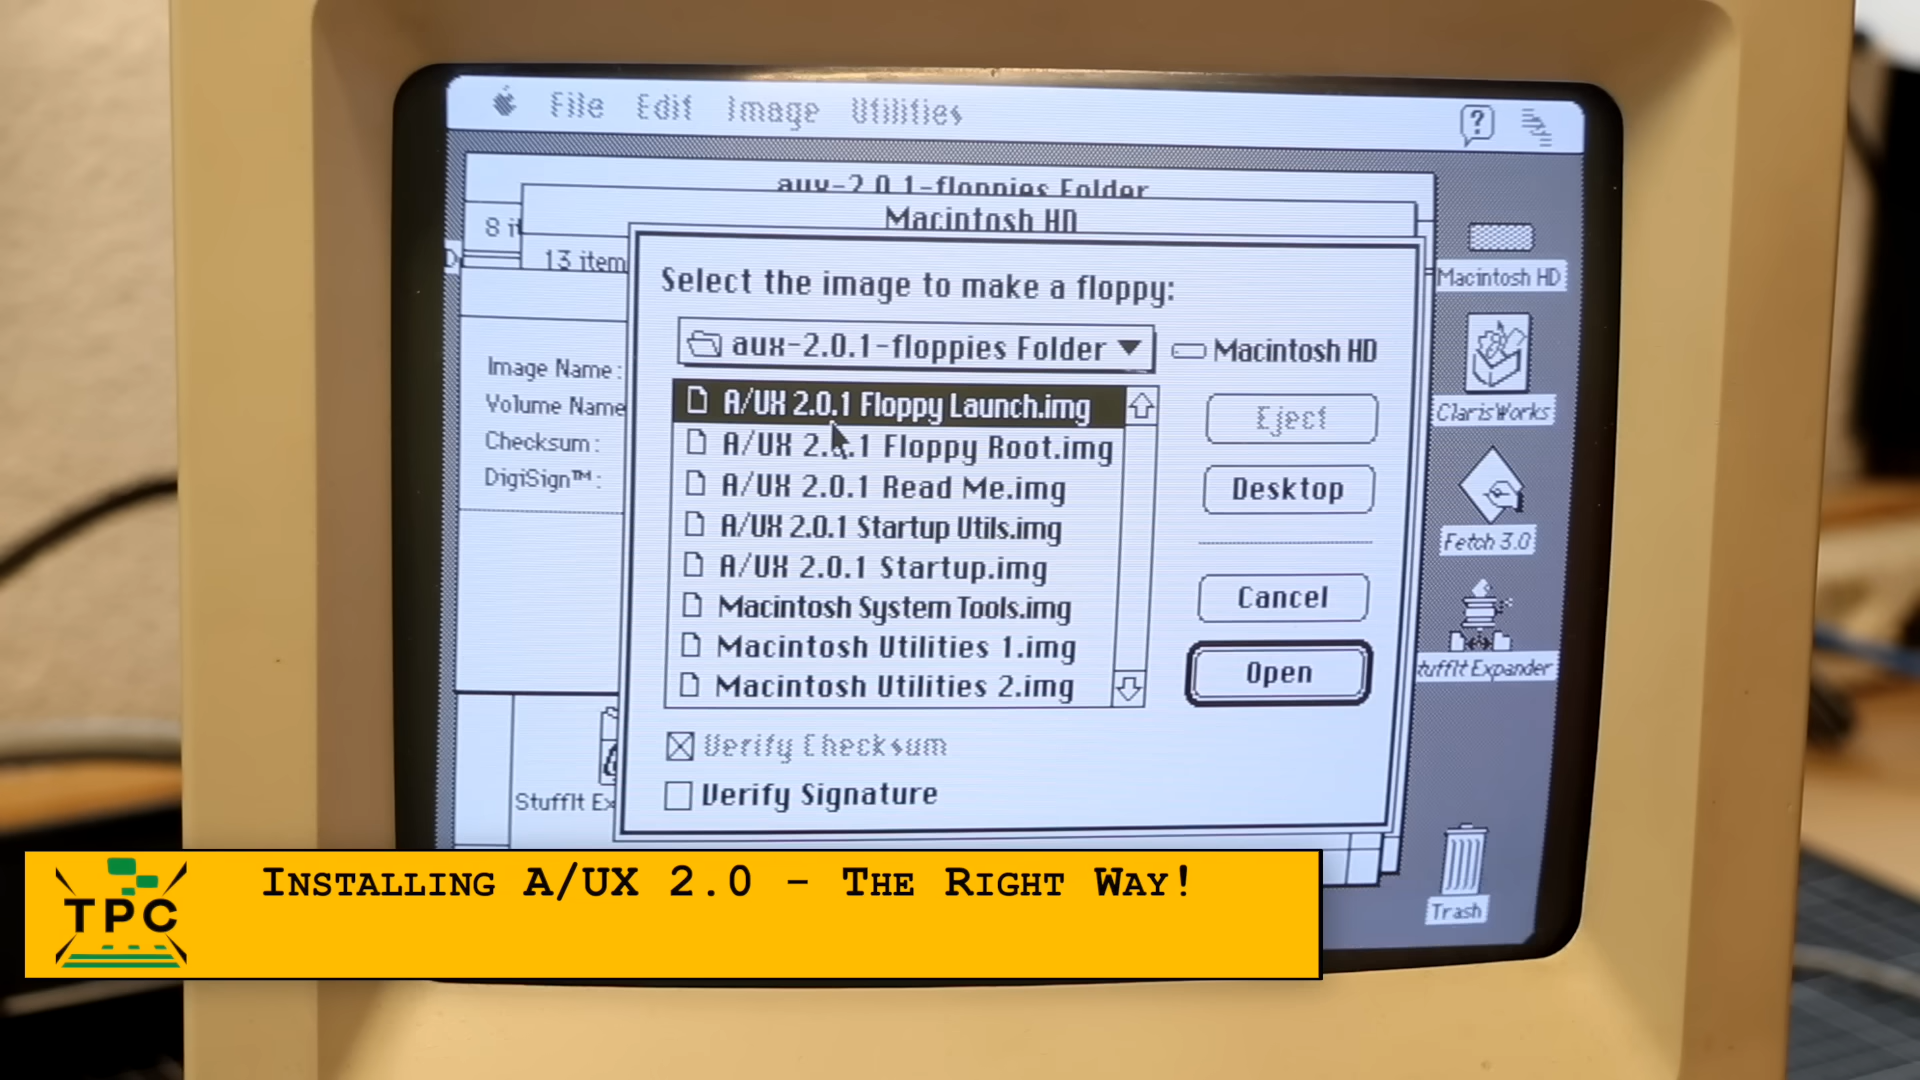 File Edit Image Utilities
aux-2.0.1-floppies Folder
Macintosh HD
8 it
13 item
Select the image to make a floppy:
aux-2.0.1-floppies Folder
Macintosh HD
A/UX 2.0.1 Floppy Launch.img
A/UX 2.0.1 Floppy Root.img
A/UX 2.0.1 Read Me.img
A/UX 2.0.1 Startup Utils.img
A/UX 2.0.1 Startup.img
Macintosh System Tools.img
Macintosh Utilities 1.img
Macintosh Utilities 2.img
Eject
Desktop
Cancel
Open
Verify Checksum
Verify Signature
Image Name:
Volume Name
Checksum:
DigiSign™:
StuffIt Ex
Macintosh HD
ClarisWorks
Fetch 3.0
tuffIt Expander
Trash
TPC
Installing A/UX 2.0 - The Right Way!